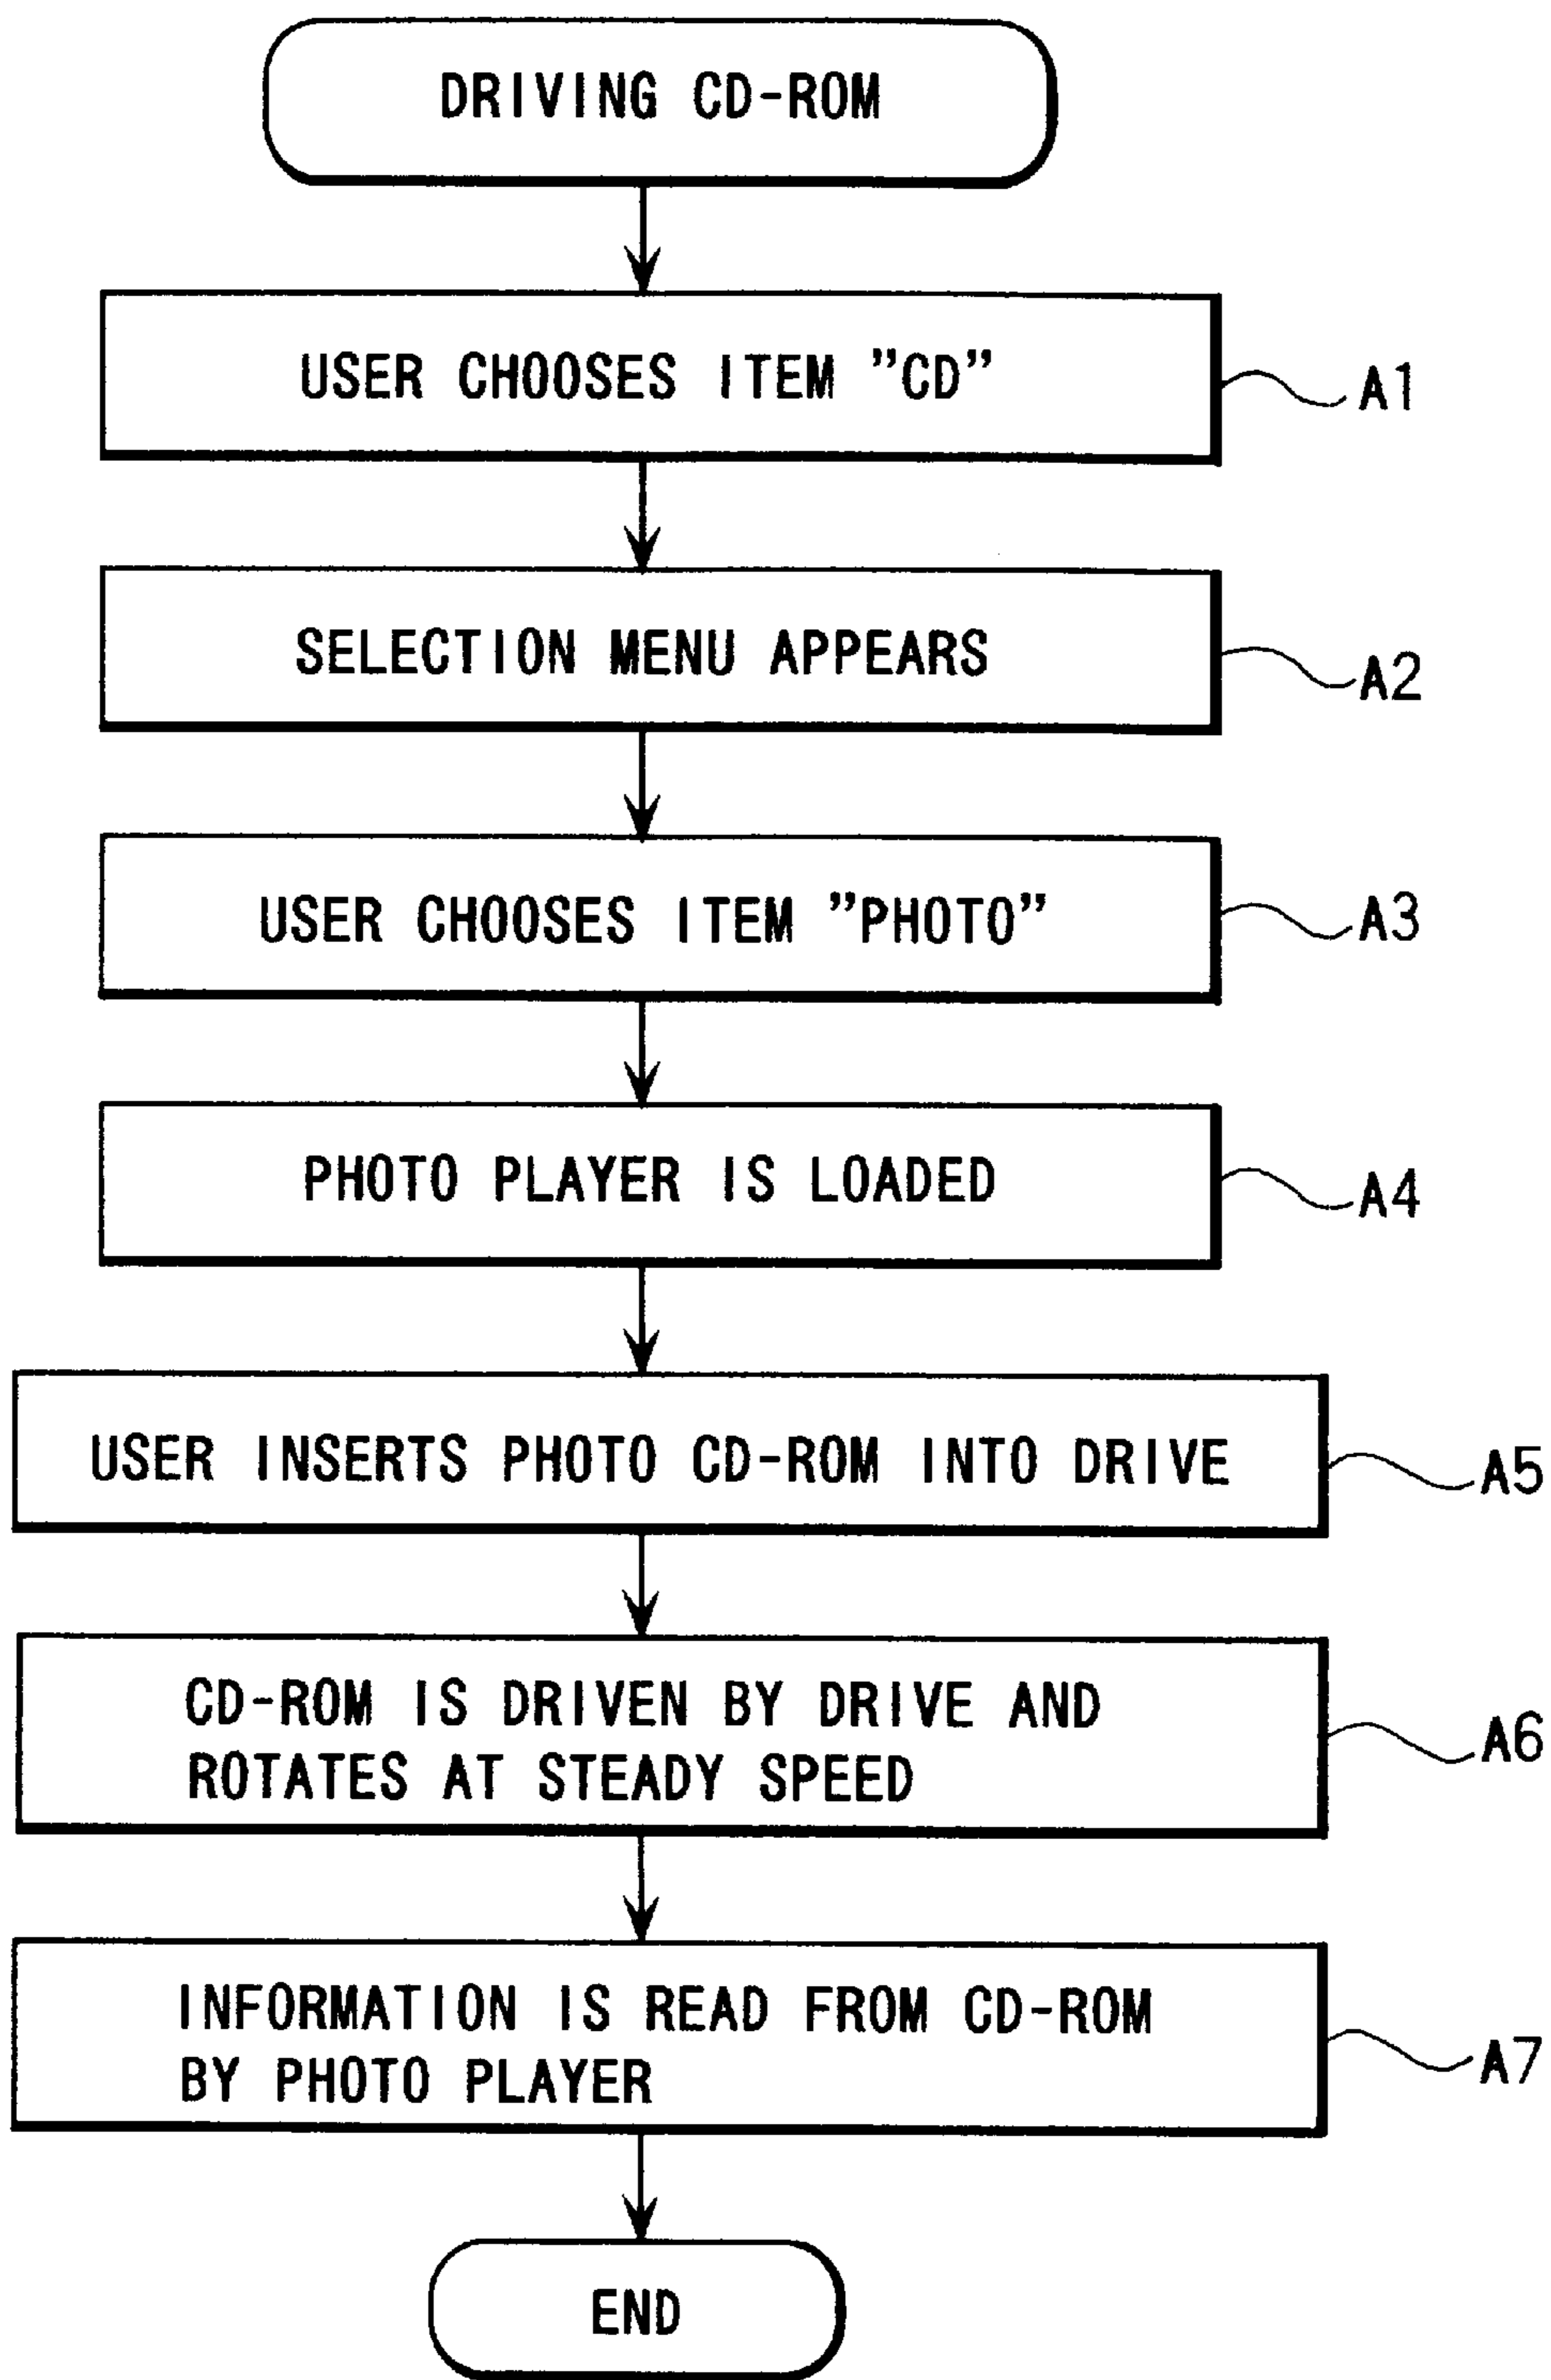 DRIVING CD-ROM
USER CHOOSES ITEM ”CD”
A1
SELECTION MENU APPEARS
A2
USER CHOOSES ITEM ”PHOTO”
A3
PHOTO PLAYER IS LOADED
A4
USER INSERTS PHOTO CD-ROM INTO DRIVE
A5
CD-ROM IS DRIVEN BY DRIVE AND
ROTATES AT STEADY SPEED
A6
INFORMATION IS READ FROM CD-ROM
BY PHOTO PLAYER
A7
END